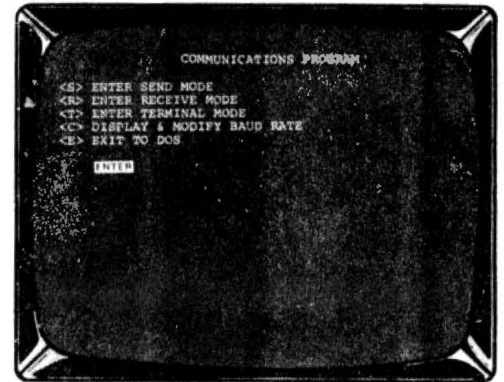 COMMUNICATIONS PROGRAM
<S> ENTER SEND MODE
<R> ENTER RECEIVE MODE
<T> ENTER TERMINAL MODE
<C> DISPLAY & MODIFY BAUD RATE
<E> EXIT TO DOS
ENTER